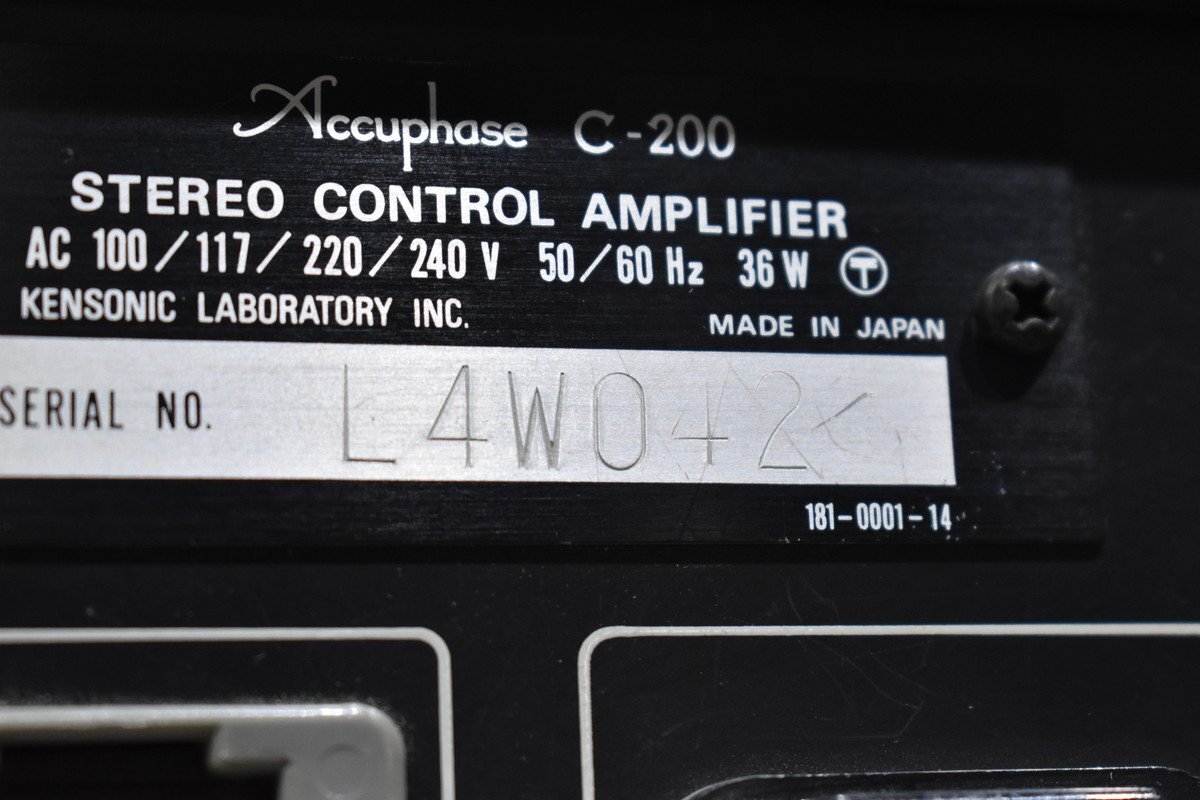 Accuphase C-200
STEREO CONTROL AMPLIFIER
AC 100/117/220/240 V 50/60 Hz 36 W T
KENSONIC LABORATORY INC.
MADE IN JAPAN
SERIAL NO.
181-0001-14